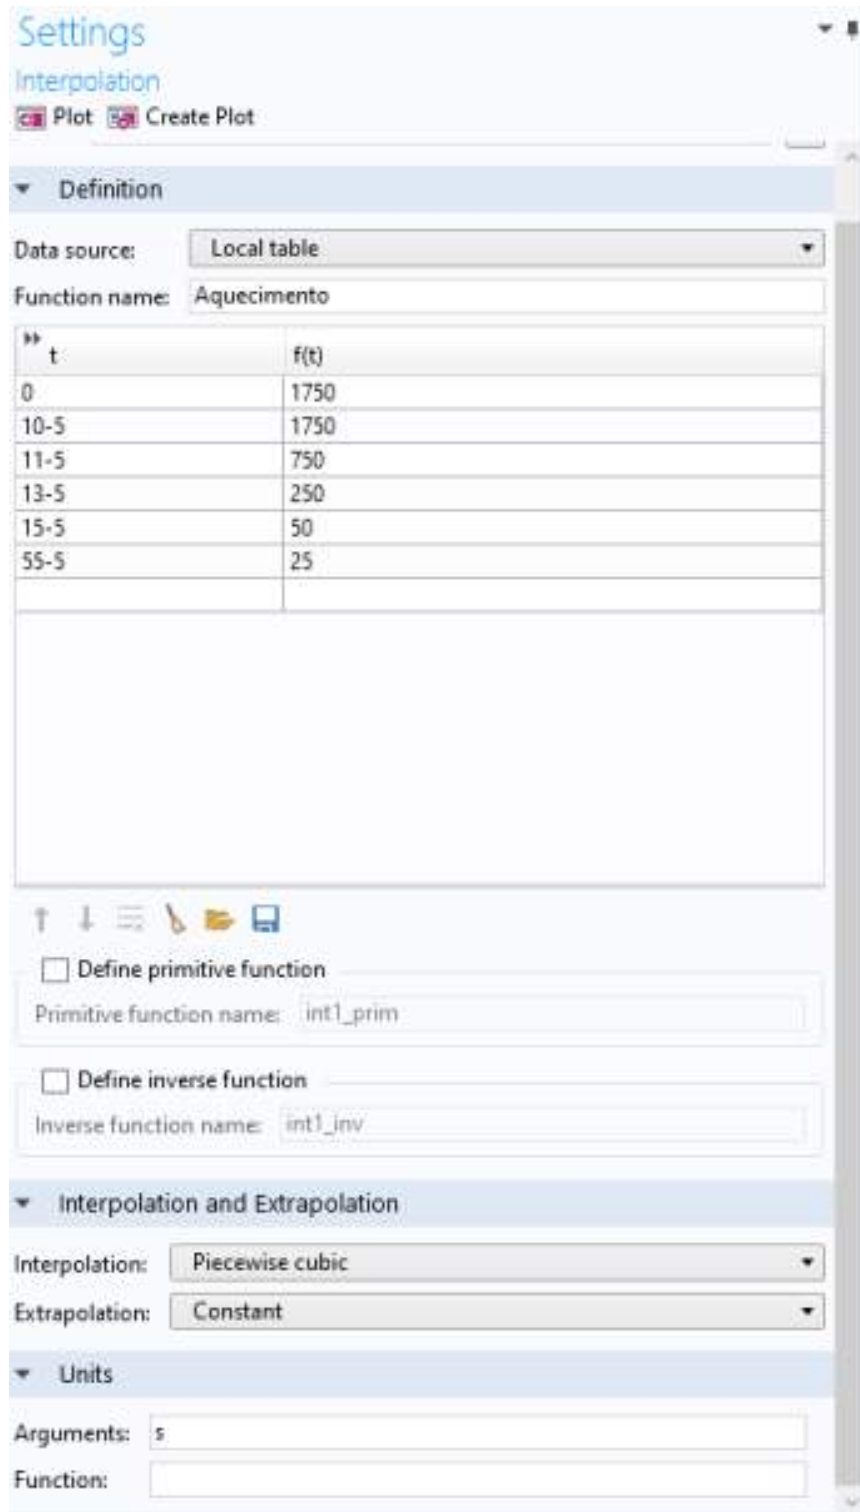 Settings
Interpolation
Plot Create Plot
Definition
Data source: Local table
Function name: Aquecimento
t f(t)
0 1750
10-5 1750
11-5 750
13-5 250
15-5 50
55-5 25
Define primitive function
Primitive function name: int1_prim
Define inverse function
Inverse function name: int1_inv
Interpolation and Extrapolation
Interpolation: Piecewise cubic
Extrapolation: Constant
Units
Arguments: s
Function: